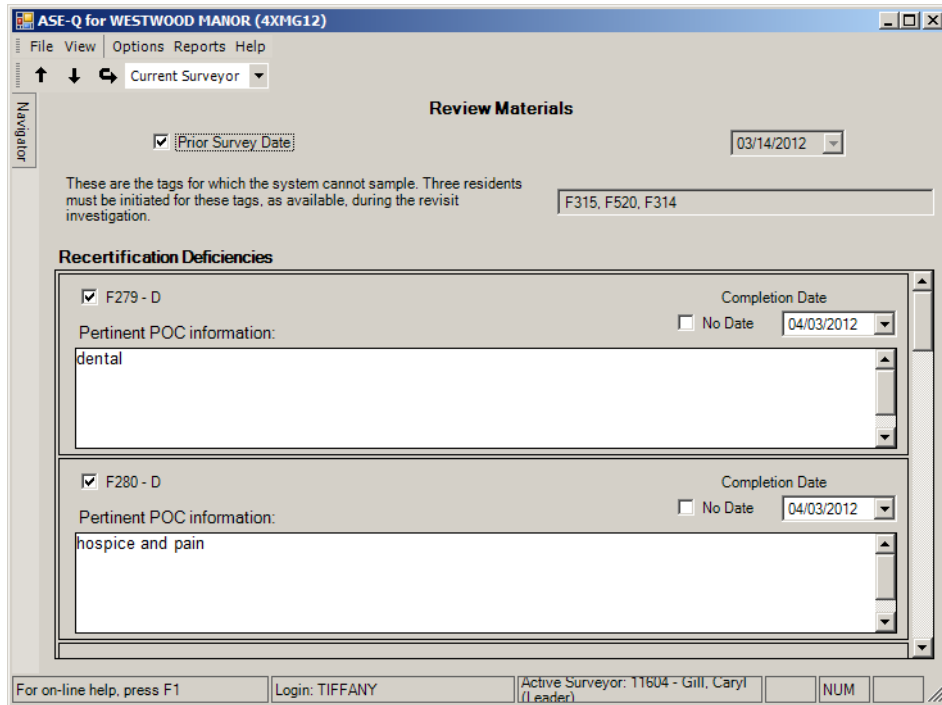 ASE-Q for WESTWOOD MANOR (4XMG12)
File View Options Reports Help
Current Surveyor
Navigator
Review Materials
Prior Survey Date
03/14/2012
These are the tags for which the system cannot sample. Three residents
must be initiated for these tags, as available, during the revisit
investigation.
F315, F520, F314
Recertification Deficiencies
F279 - D
Completion Date
No Date
04/03/2012
Pertinent POC information:
dental
F280 - D
Completion Date
No Date
04/03/2012
Pertinent POC information:
hospice and pain
For on-line help, press F1
Login: TIFFANY
Active Surveyor: 11604 - Gill, Caryl
(Leader)
NUM